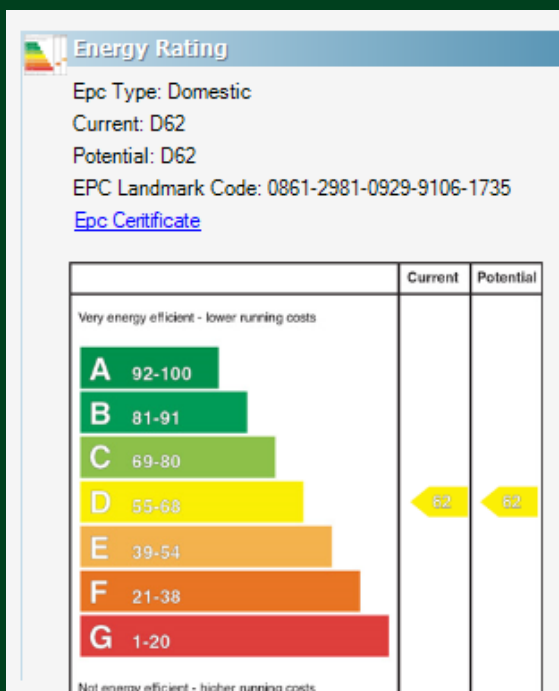 Energy Rating
Epc Type: Domestic
Current: D62
Potential: D62
EPC Landmark Code: 0861-2981-0929-9106-1735
Epc Certificate
Current Potential
Very energy efficient - lower running costs
A 92-100
B 81-91
C 69-80
D 55-68 62 62
E 39-54
F 21-38
G 1-20
Not energy efficient - higher running costs